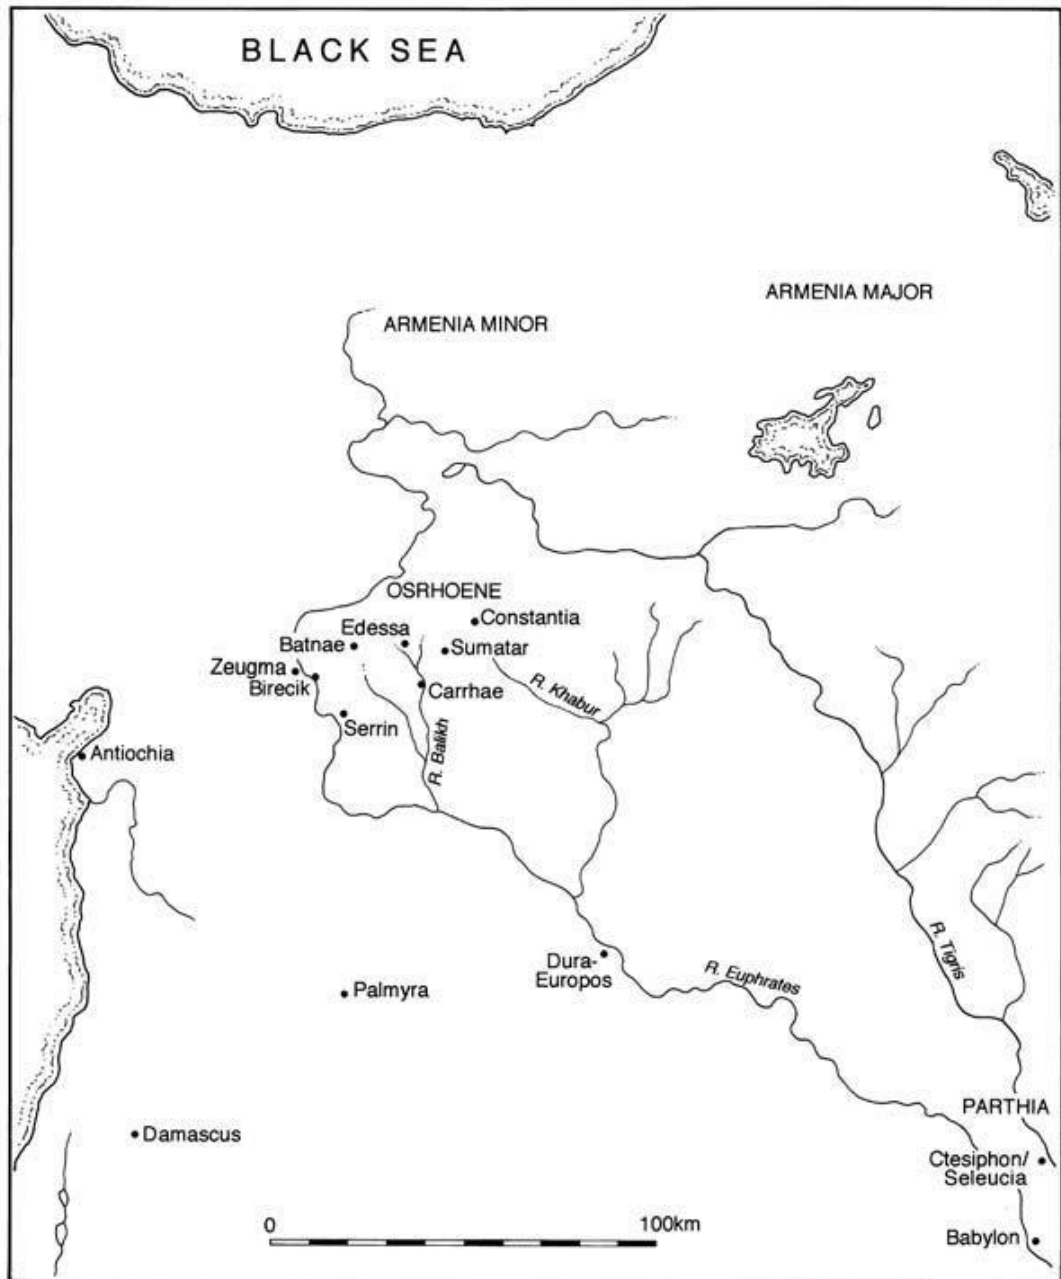 BLACK SEA
ARMENIA MAJOR
ARMENIA MINOR
OSRHOENE
Constantia
Edessa
Batnae
Sumatar
Zeugma
Birecik
Carrhae
R. Khabur
Serrin
R. Balikh
Antiochia
R. Tigris
Dura-
Europos
R. Euphrates
Palmyra
PARTHIA
Damascus
Ctesiphon/
Seleucia
0 100km
Babylon